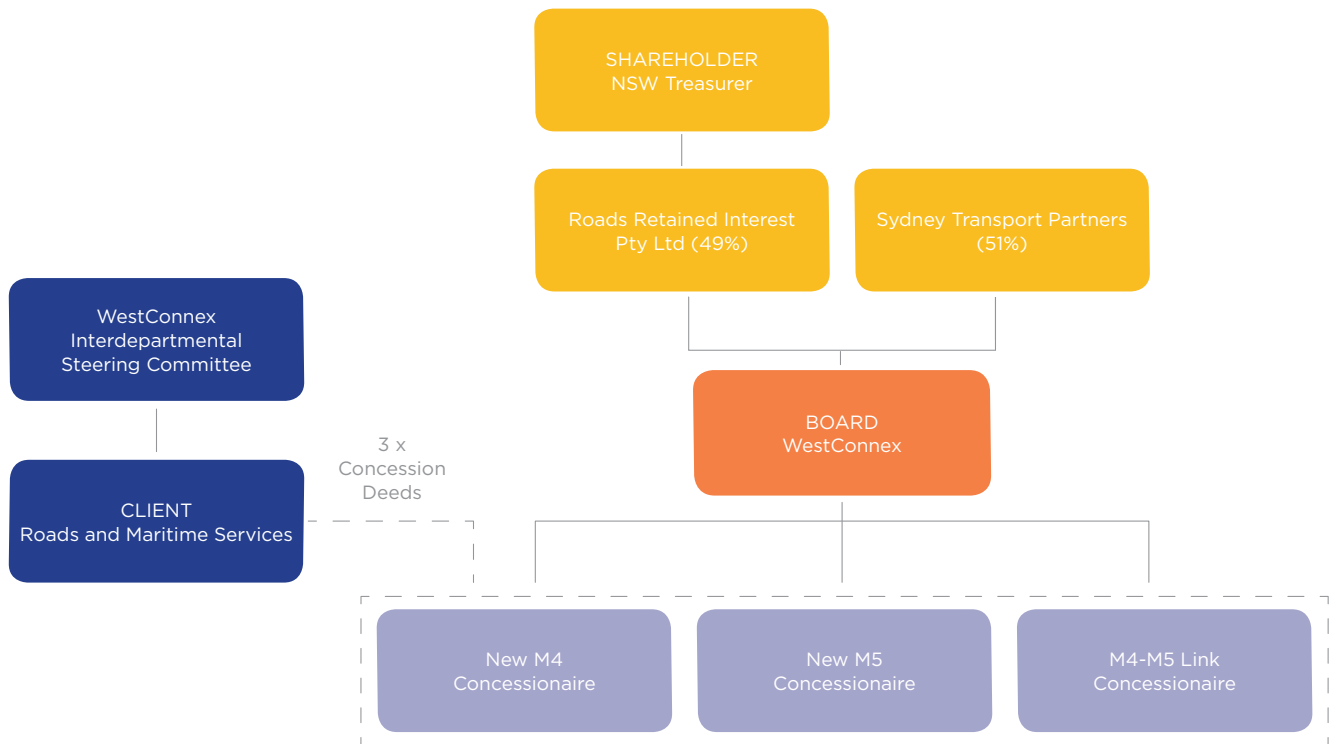 SHAREHOLDER
NSW Treasurer
Roads Retained Interest
Pty Ltd (49%)
Sydney Transport Partners
(51%)
WestConnex
Interdepartmental
Steering Committee
BOARD
WestConnex
3 x
Concession
Deeds
CLIENT
Roads and Maritime Services
New M4
Concessionaire
New M5
Concessionaire
M4-M5 Link
Concessionaire